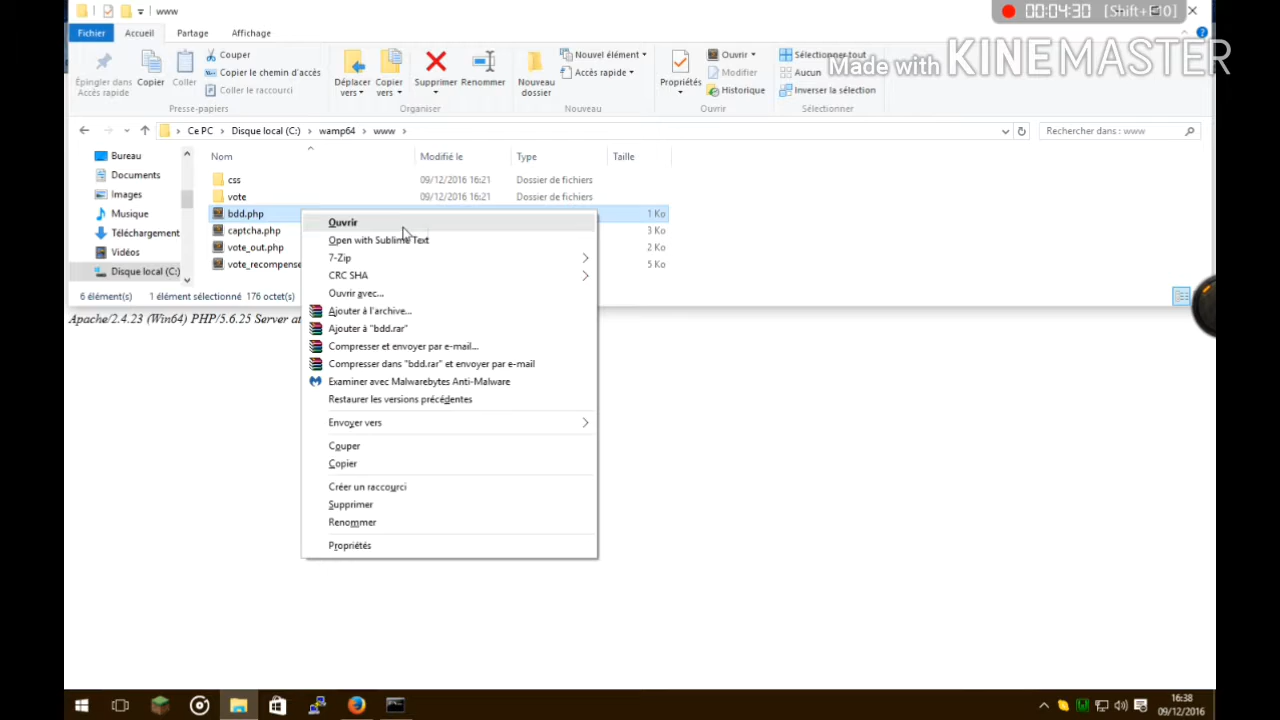 www
00:04:30 [Shift+F10]
Fichier Accueil Partage Affichage
Made with KINEMASTER
Épingler dans Accès rapide
Copier
Coller
Couper
Copier le chemin d'accès
Coller le raccourci
Presse-papiers
Déplacer vers
Copier vers
Supprimer
Renommer
Organiser
Nouveau dossier
Nouvel élément
Accès rapide
Nouveau
Propriétés
Ouvrir
Modifier
Historique
Ouvrir
Sélectionner tout
Aucun
Inverser la sélection
Sélectionner
Ce PC Disque local (C:) wamp64 www
Rechercher dans : www
Nom Modifié le Type Taille
Bureau
Documents
Images
Musique
Téléchargement
Vidéos
Disque local (C:)
css 09/12/2016 16:21 Dossier de fichiers
vote 09/12/2016 16:21 Dossier de fichiers
bdd.php 1 Ko
captcha.php 3 Ko
vote_out.php 2 Ko
vote_recompense 5 Ko
6 élément(s) 1 élément sélectionné 176 octet(s)
Apache/2.4.23 (Win64) PHP/5.6.25 Server at
Ouvrir
Open with Sublime Text
7-Zip
CRC SHA
Ouvrir avec...
Ajouter à l'archive...
Ajouter à "bdd.rar"
Compresser et envoyer par e-mail...
Compresser dans "bdd.rar" et envoyer par e-mail
Examiner avec Malwarebytes Anti-Malware
Restaurer les versions précédentes
Envoyer vers
Couper
Copier
Créer un raccourci
Supprimer
Renommer
Propriétés
16:38
09/12/2016